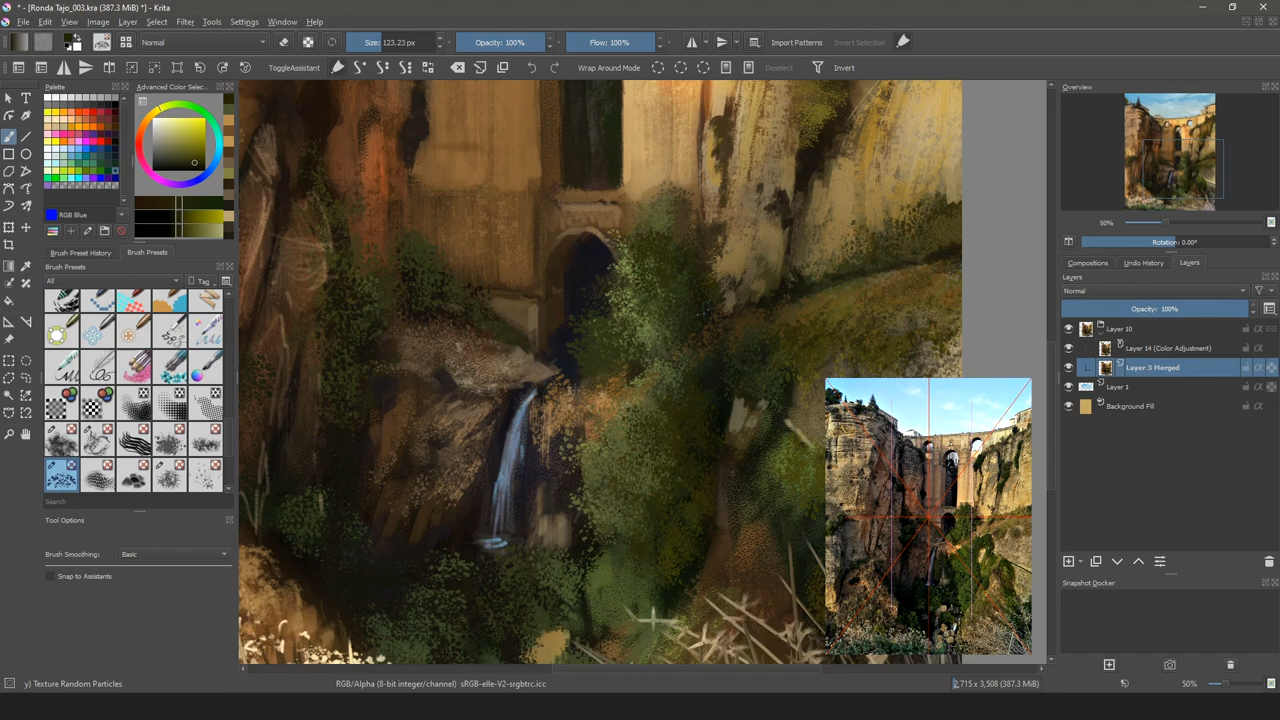 * - [Ronda Tajo_003.kra (387.3 MiB) *] - Krita
File Edit View Image Layer Select Filter Tools Settings Window Help
Normal Size: 123.23 px Opacity: 100% Flow: 100% Import Patterns Invert Selection
ToggleAssistant Wrap Around Mode Deselect Invert
Palette
Advanced Color Selec...
RGB Blue
Brush Preset History Brush Presets
Brush Presets
All Tag
Search
Tool Options
Brush Smoothing: Basic
Snap to Assistants
Overview
50%
Rotation: 0.00°
Compositions Undo History Layers
Layers
Normal
Opacity: 100%
Layer 10
Layer 14 (Color Adjustment)
Layer 3 Merged
Layer 1
Background Fill
Snapshot Docker
y) Texture Random Particles RGB/Alpha (8-bit integer/channel) sRGB-elle-V2-srgbtrc.icc 2,715 x 3,508 (387.3 MiB) 50%